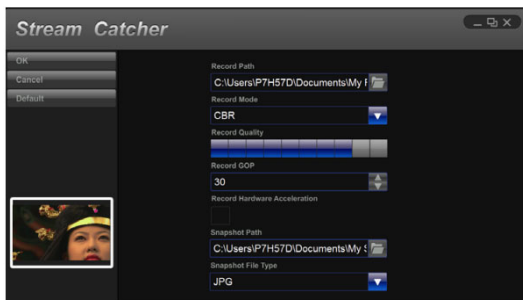 Stream Catcher
OK
Cancel
Default
Record Path
C:\Users\P7H57D\Documents\My F
Record Mode
CBR
Record Quality
Record GOP
30
Record Hardware Acceleration
Snapshot Path
C:\Users\P7H57D\Documents\My S
Snapshot File Type
JPG